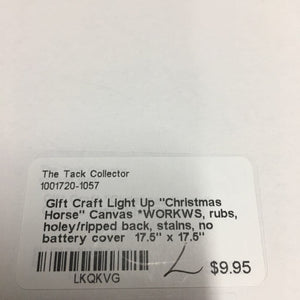 The Tack Collector
1001720-1057
Gift Craft Light Up "Christmas
Horse" Canvas *WORKWS, rubs,
holey/ripped back, stains, no
battery cover 17.5" x 17.5"
LKQKVG
$9.95